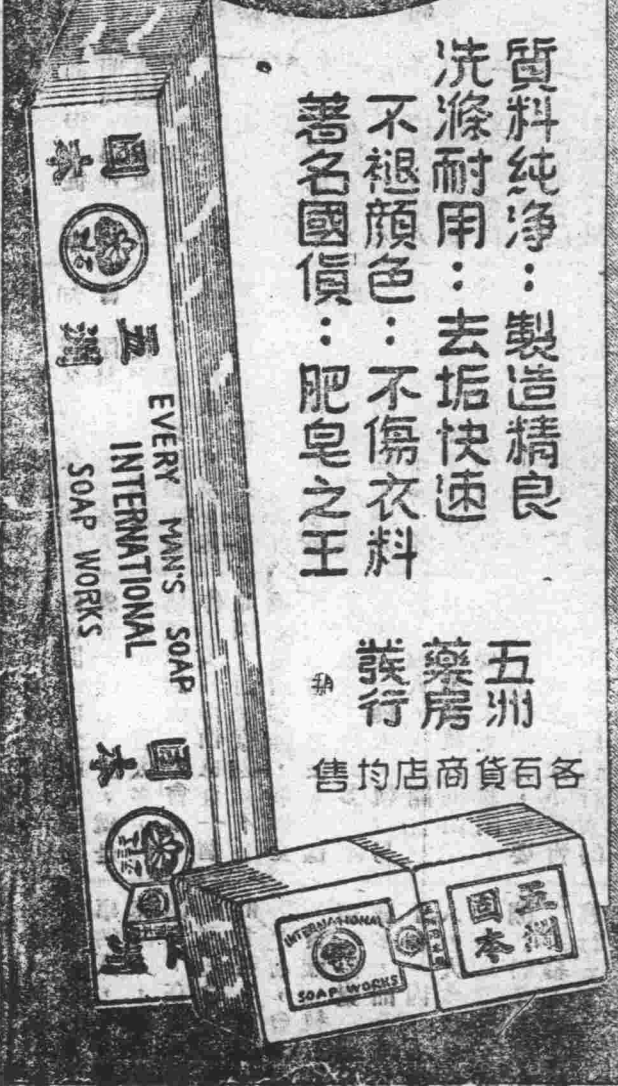 質料純淨：製造精良
洗滌耐用：去垢快速
不褪顏色：不傷衣料
著名國貨：肥皂之王
五洲
藥房
發行
各百貨商店均售
固本
五洲
EVERY MAN'S SOAP
INTERNATIONAL
SOAP WORKS
固本
INTERNATIONAL
SOAP WORKS
五洲
固本